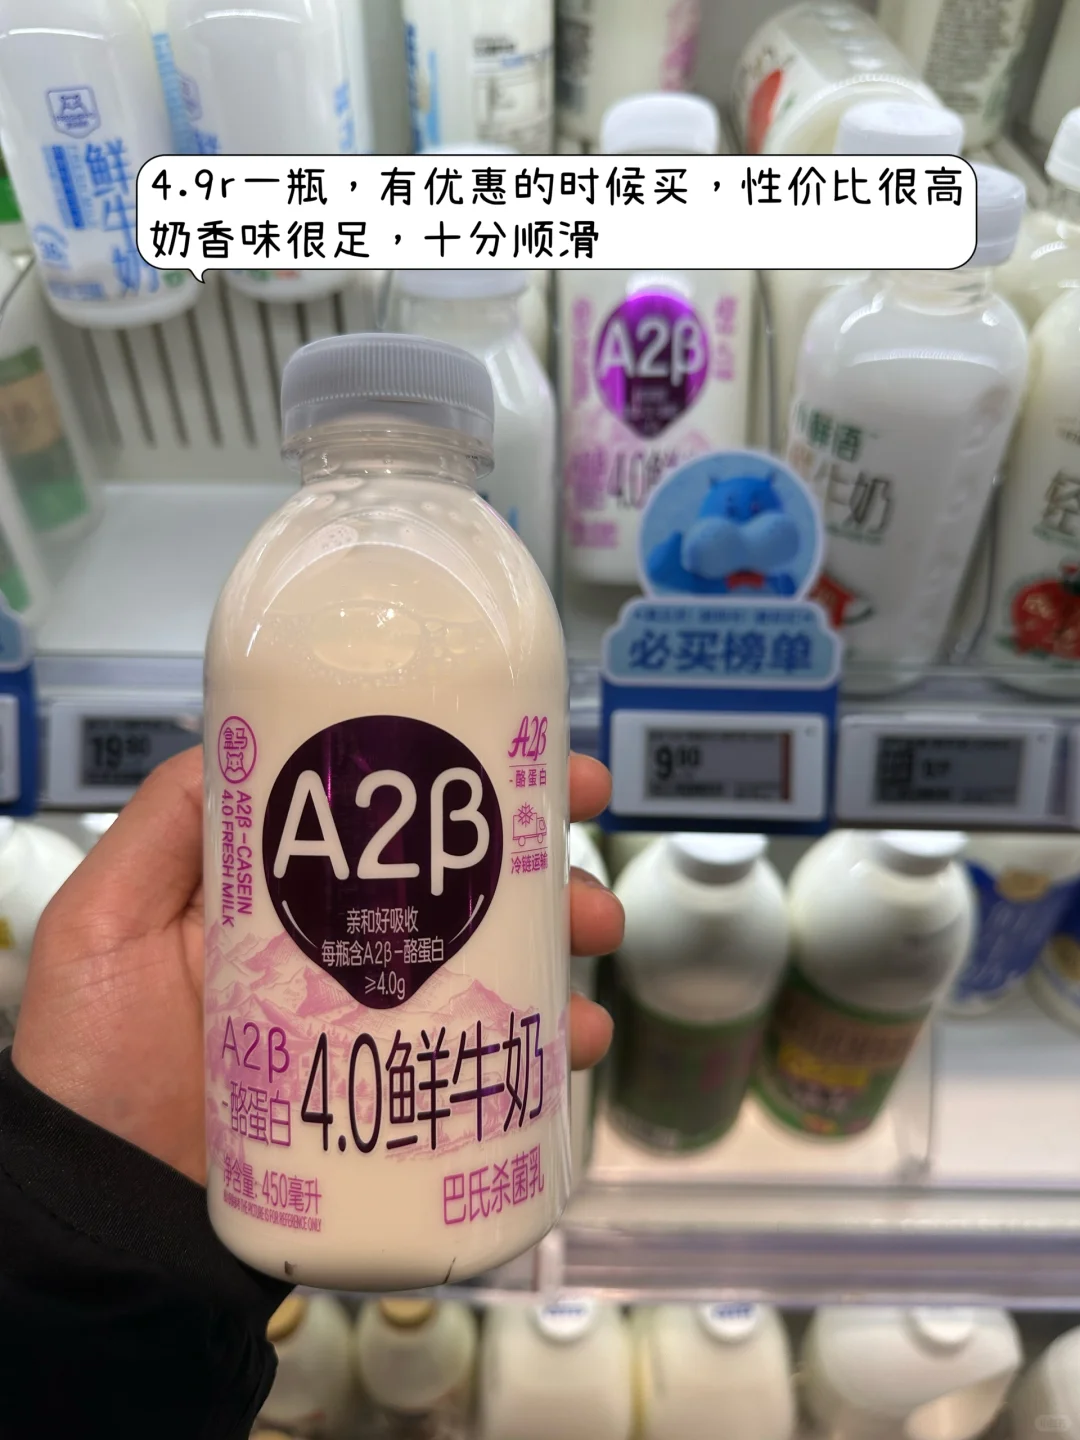 4.9r一瓶，有优惠的时候买，性价比很高
奶香味很足，十分顺滑
鲜
牛
奶
A2β
4.0鲜
牛奶
必买榜单
19
9.90
盒马
A2β-CASEIN
4.0 FRESH MILK
A2β
-酪蛋白
冷链运输
A2β
亲和好吸收
每瓶含A2β-酪蛋白
≥4.0g
A2β
-酪蛋白
4.0鲜牛奶
净含量: 450毫升
巴氏杀菌乳